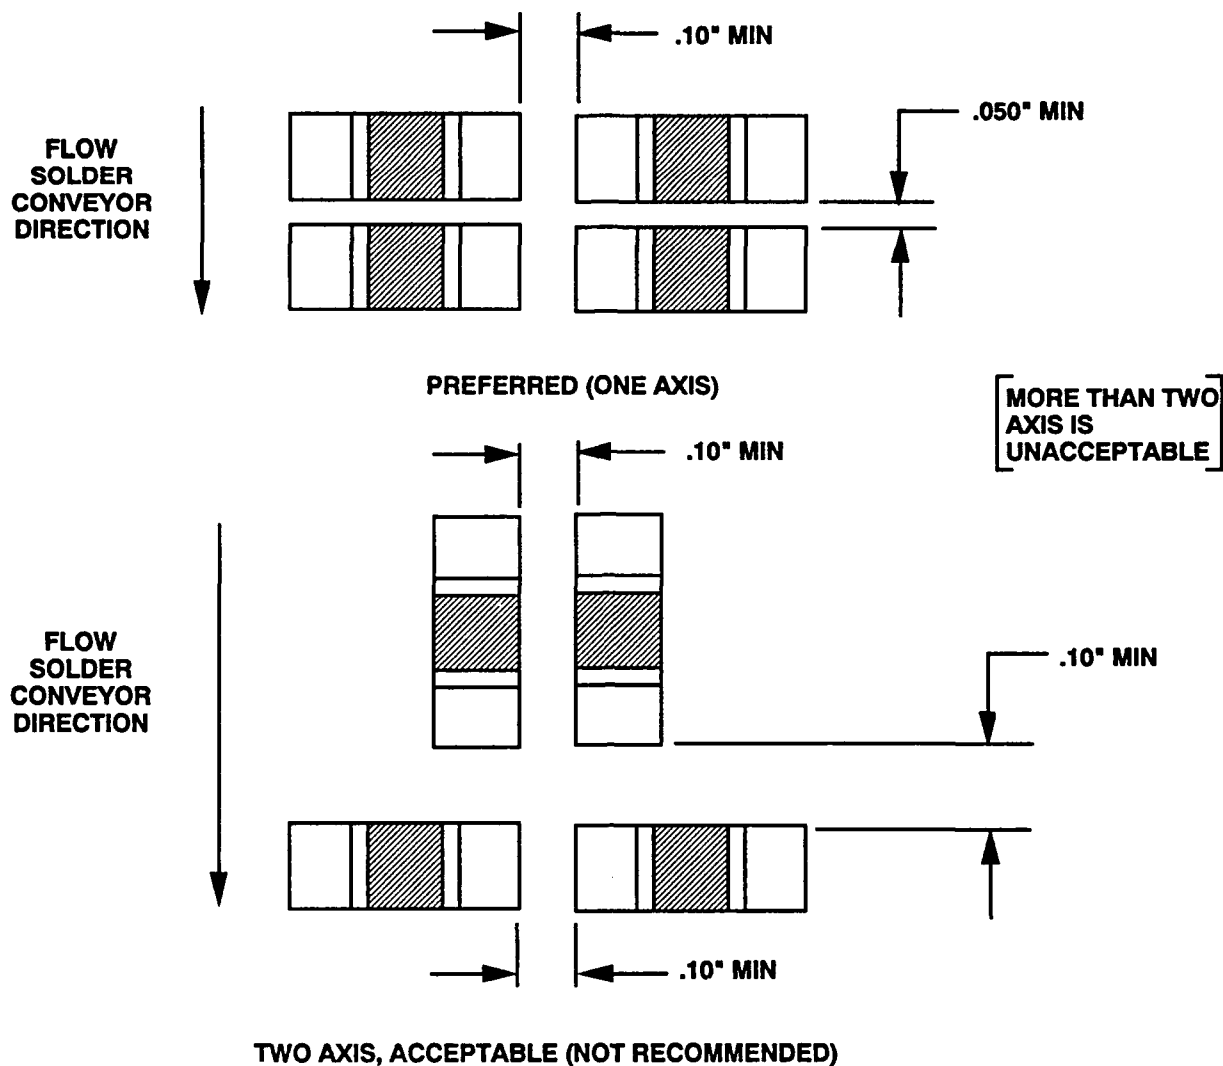 .10" MIN
.050" MIN
FLOW
SOLDER
CONVEYOR
DIRECTION
PREFERRED (ONE AXIS)
MORE THAN TWO
AXIS IS
UNACCEPTABLE
.10" MIN
FLOW
SOLDER
CONVEYOR
DIRECTION
.10" MIN
.10" MIN
TWO AXIS, ACCEPTABLE (NOT RECOMMENDED)